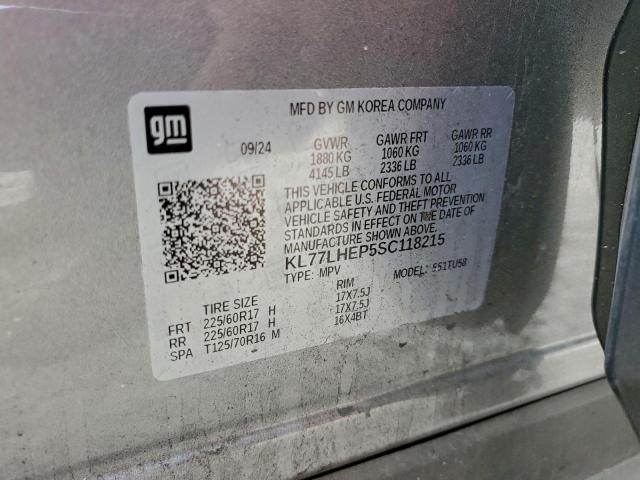 gm
MFD BY GM KOREA COMPANY
09/24 GVWR GAWR FRT GAWR RR
1880 KG 1060 KG 1060 KG
4145 LB 2336 LB 2336 LB
THIS VEHICLE CONFORMS TO ALL
APPLICABLE U.S. FEDERAL MOTOR
VEHICLE SAFETY AND THEFT PREVENTION
STANDARDS IN EFFECT ON THE DATE OF
MANUFACTURE SHOWN ABOVE.
KL77LHEP5SC118215
TYPE: MPV MODEL: E51TU58
TIRE SIZE RIM
FRT 225/60R17 H 17X7.5J
RR 225/60R17 H 17X7.5J
SPA T125/70R16 M 16X4BT